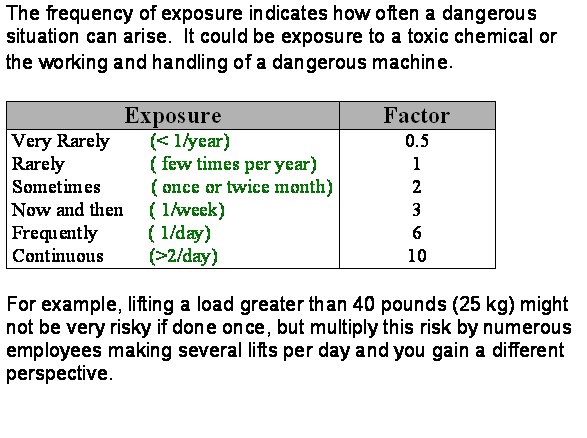 The frequency of exposure indicates how often a dangerous
situation can arise.  It could be exposure to a toxic chemical or
the working and handling of a dangerous machine.
Exposure Factor
Very Rarely (< 1/year) 0.5
Rarely ( few times per year) 1
Sometimes ( once or twice month) 2
Now and then ( 1/week) 3
Frequently ( 1/day) 6
Continuous (>2/day) 10
For example, lifting a load greater than 40 pounds (25 kg) might
not be very risky if done once, but multiply this risk by numerous
employees making several lifts per day and you gain a different
perspective.